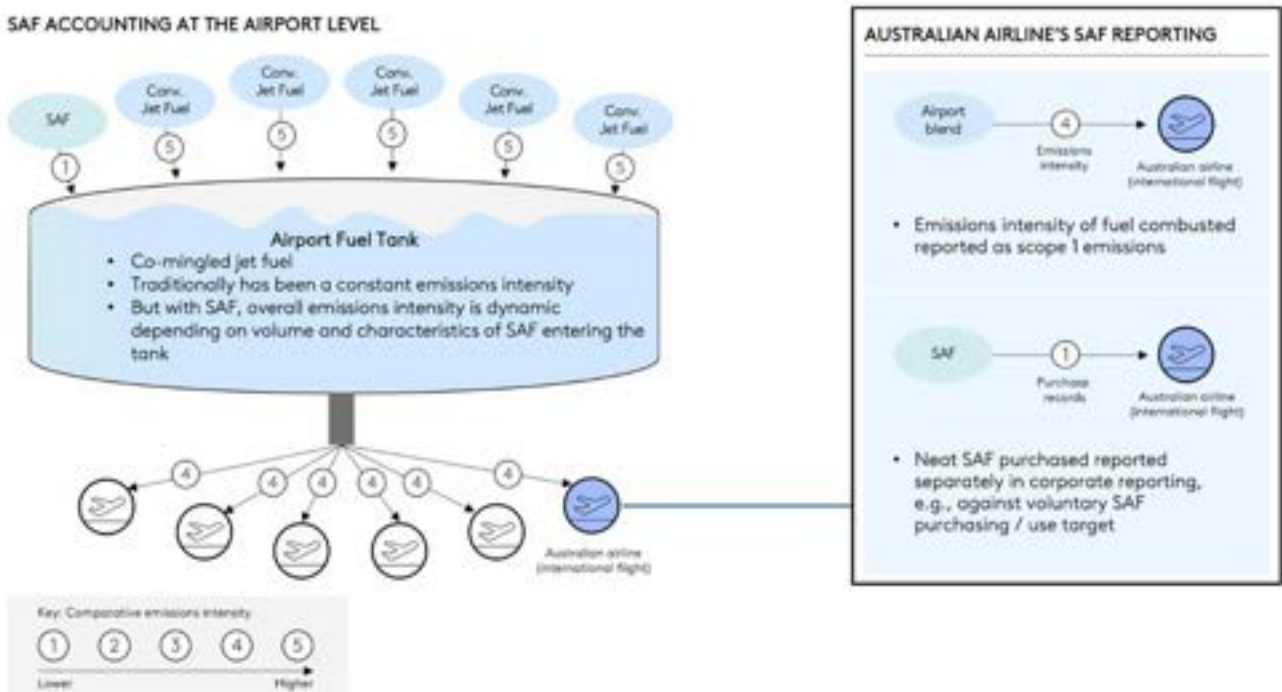 SAF ACCOUNTING AT THE AIRPORT LEVEL
SAF
Conv.
Jet Fuel
Conv.
Jet Fuel
Conv.
Jet Fuel
Conv.
Jet Fuel
Conv.
Jet Fuel
1
5
5
5
5
5
Airport Fuel Tank
• Co-mingled jet fuel
• Traditionally has been a constant emissions intensity
• But with SAF, overall emissions intensity is dynamic
depending on volume and characteristics of SAF entering the
tank
4
4
4
4
4
4
Australian airline
(international flight)
Key: Comparative emissions intensity
1
2
3
4
5
Lower
Higher
AUSTRALIAN AIRLINE'S SAF REPORTING
Airport
blend
4
Emissions
intensity
Australian airline
(international flight)
• Emissions intensity of fuel combusted
reported as scope 1 emissions
SAF
1
Purchase
records
Australian airline
(international flight)
• Neat SAF purchased reported
separately in corporate reporting,
e.g., against voluntary SAF
purchasing / use target